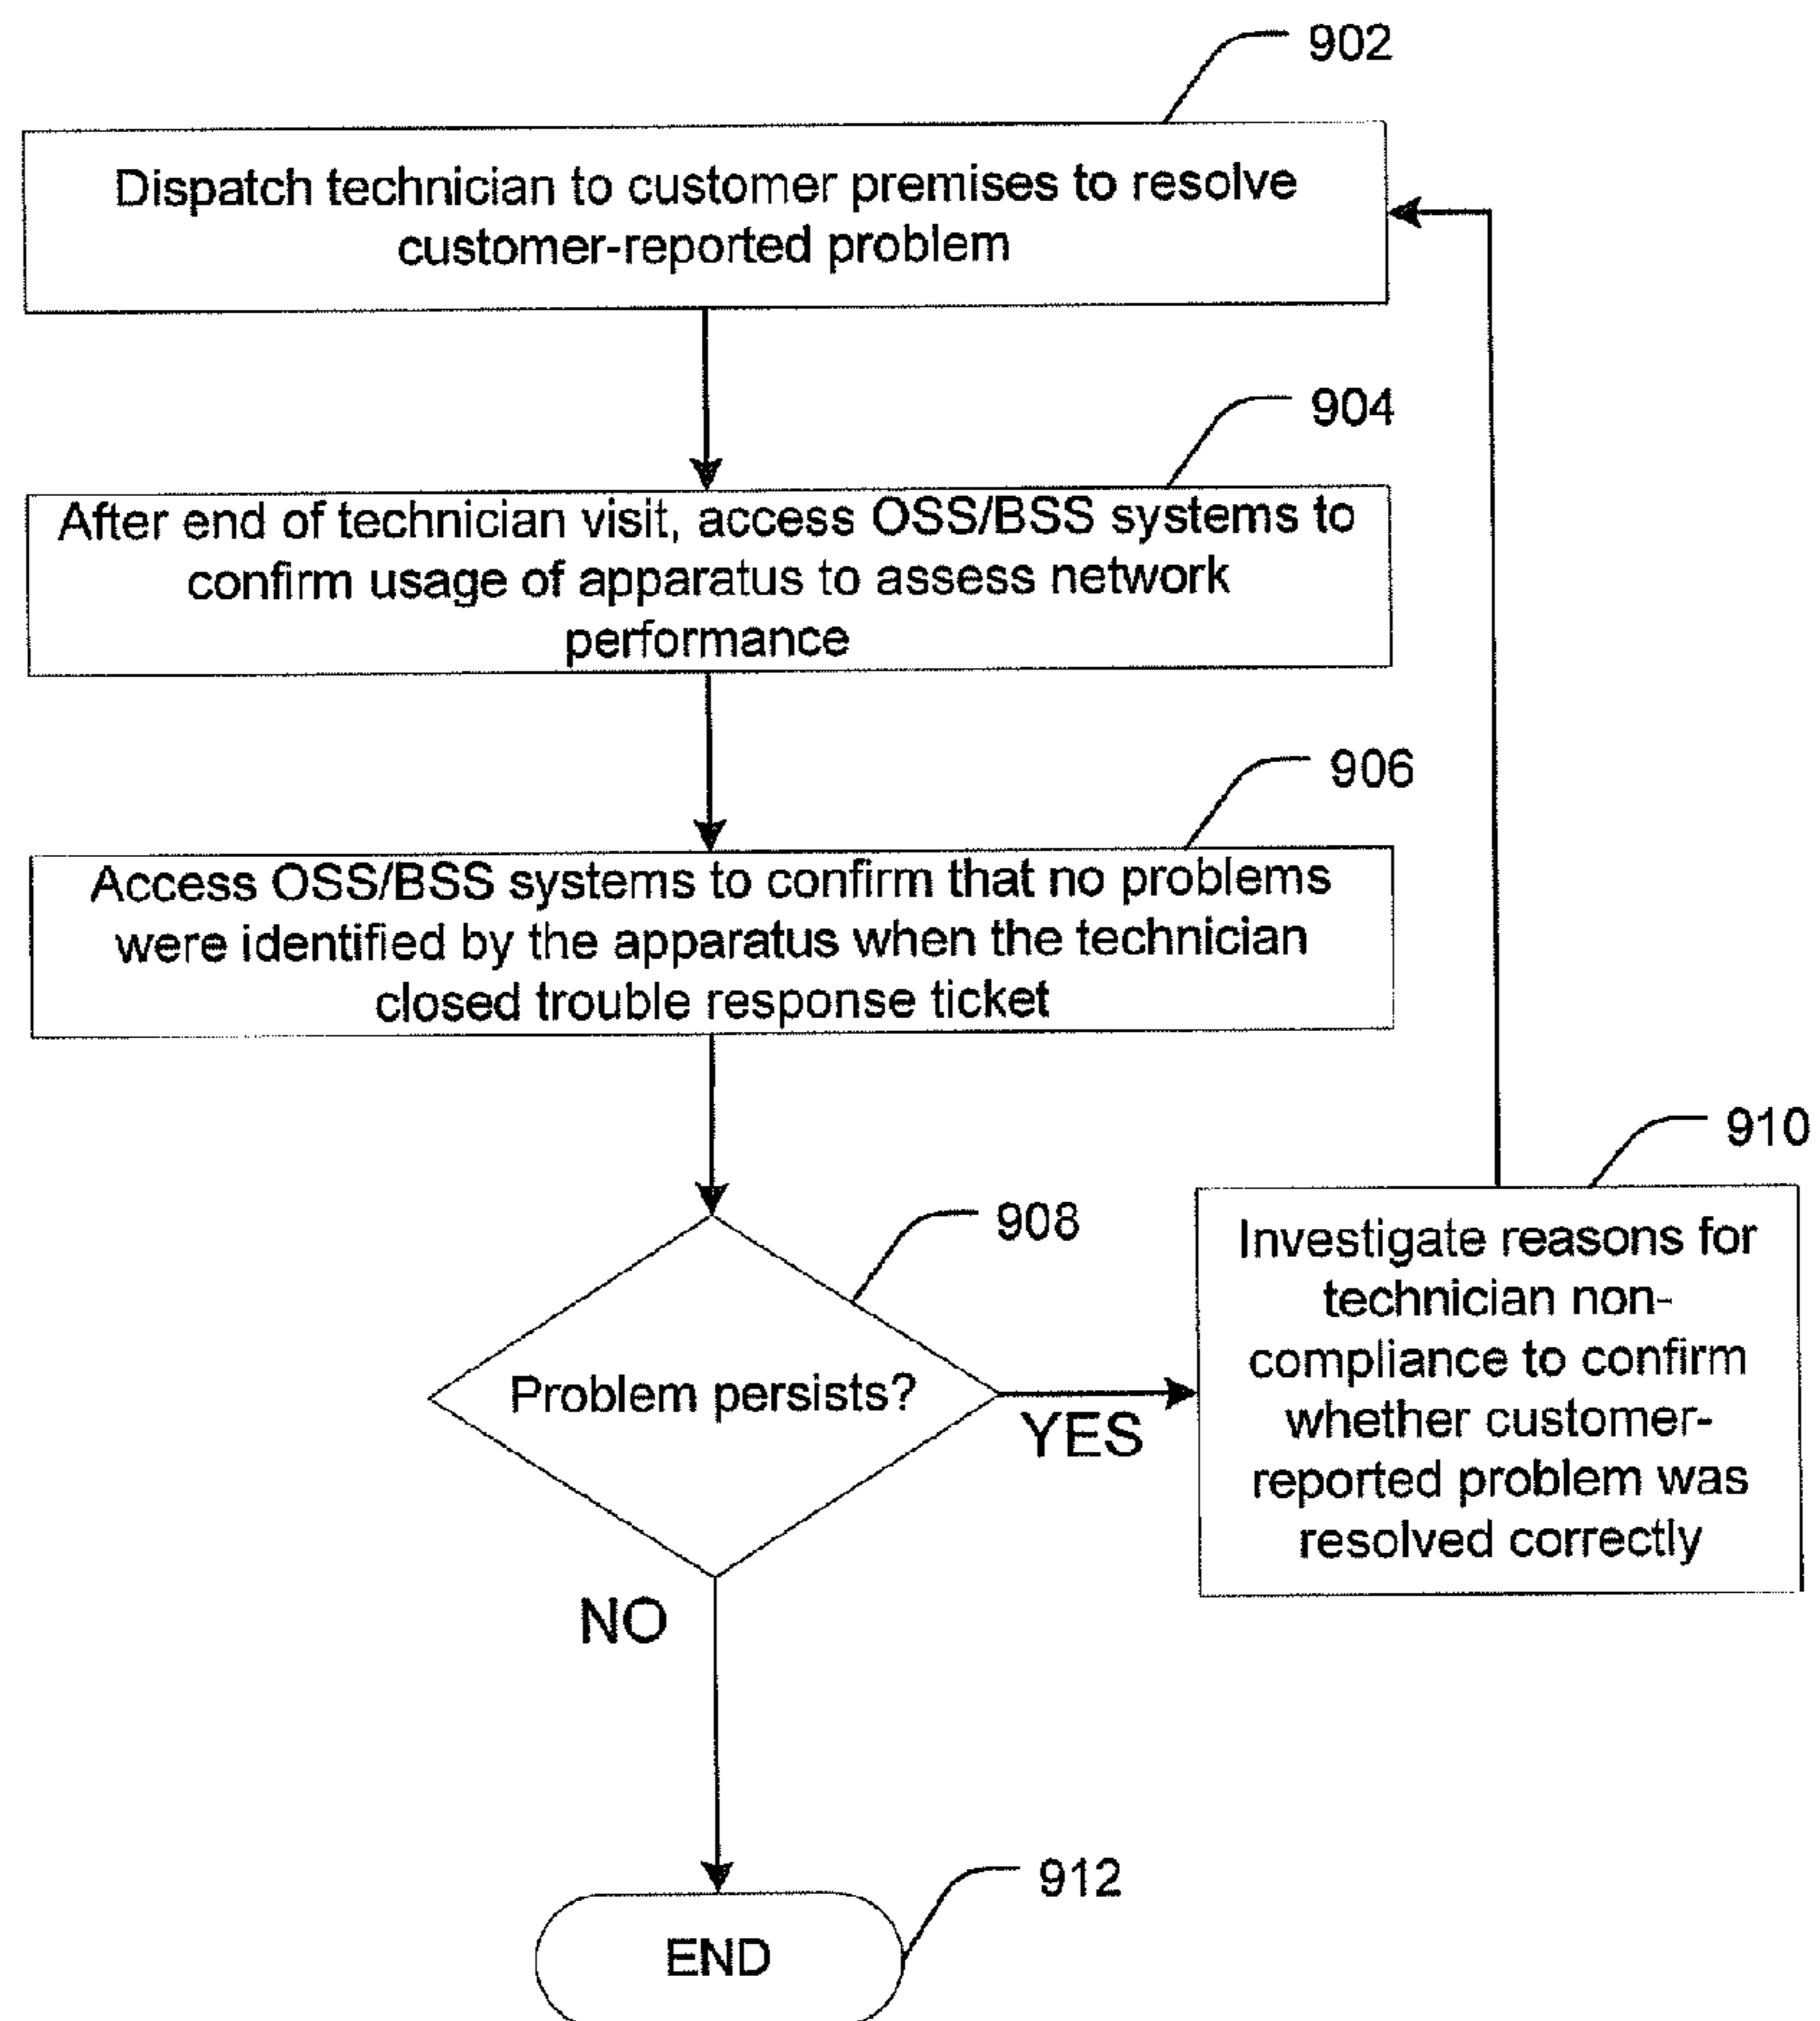 902
Dispatch technician to customer premises to resolve
customer-reported problem
904
After end of technician visit, access OSS/BSS systems to
confirm usage of apparatus to assess network
performance
906
Access OSS/BSS systems to confirm that no problems
were identified by the apparatus when the technician
closed trouble response ticket
908
Problem persists?
YES
NO
910
Investigate reasons for
technician non-
compliance to confirm
whether customer-
reported problem was
resolved correctly
912
END